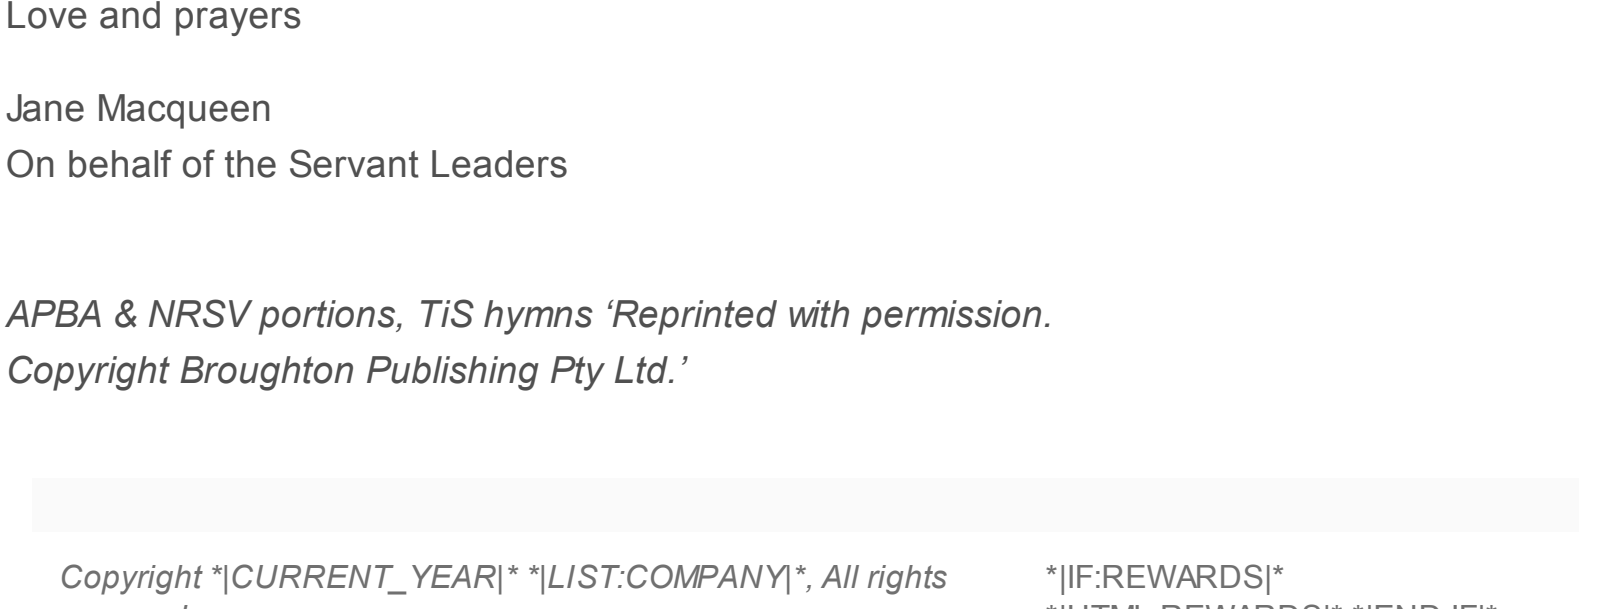 Love and prayers
Jane Macqueen
On behalf of the Servant Leaders
APBA & NRSV portions, TiS hymns ‘Reprinted with permission.
Copyright Broughton Publishing Pty Ltd.’
Copyright *|CURRENT_YEAR|* *|LIST:COMPANY|*, All rights
*|IF:REWARDS|*